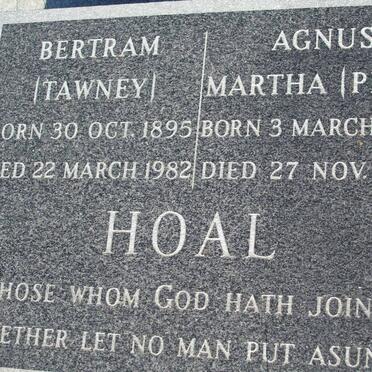 BERTRAM AGNUS
(TAWNEY) MARTHA (P
ORN 30 OCT. 1895 BORN 3 MARCH
ED 22 MARCH 1982 DIED 27 NOV.
HOAL
HOSE WHOM GOD HATH JOIN
ETHER LET NO MAN PUT ASUN